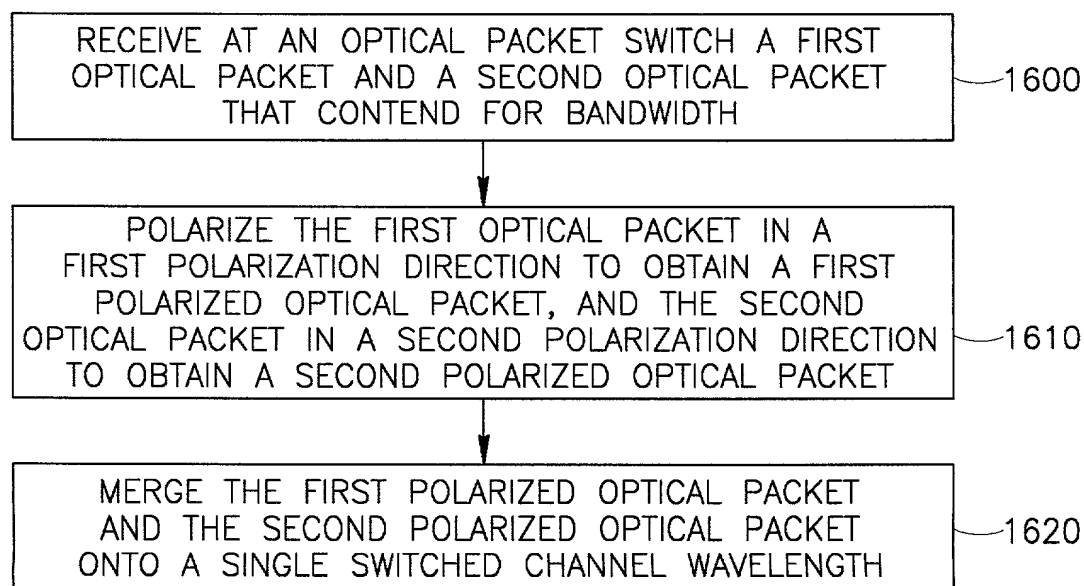 RECEIVE AT AN OPTICAL PACKET SWITCH A FIRST
OPTICAL PACKET AND A SECOND OPTICAL PACKET
THAT CONTEND FOR BANDWIDTH
1600
POLARIZE THE FIRST OPTICAL PACKET IN A
FIRST POLARIZATION DIRECTION TO OBTAIN A FIRST
POLARIZED OPTICAL PACKET, AND THE SECOND
OPTICAL PACKET IN A SECOND POLARIZATION DIRECTION
TO OBTAIN A SECOND POLARIZED OPTICAL PACKET
1610
MERGE THE FIRST POLARIZED OPTICAL PACKET
AND THE SECOND POLARIZED OPTICAL PACKET
ONTO A SINGLE SWITCHED CHANNEL WAVELENGTH
1620